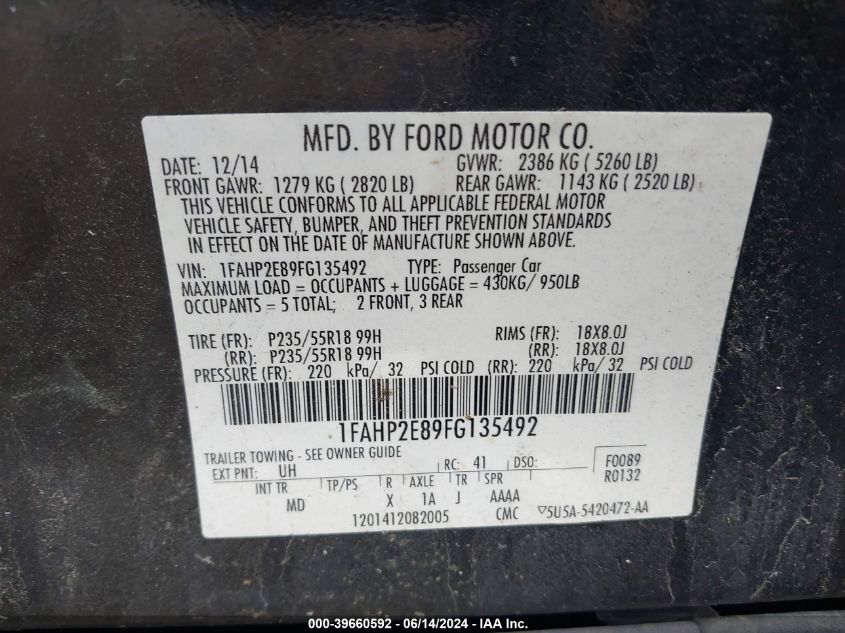 MFD. BY FORD MOTOR CO.
DATE: 12/14 GVWR: 2386 KG ( 5260 LB)
FRONT GAWR: 1279 KG ( 2820 LB) REAR GAWR: 1143 KG ( 2520 LB)
THIS VEHICLE CONFORMS TO ALL APPLICABLE FEDERAL MOTOR
VEHICLE SAFETY, BUMPER, AND THEFT PREVENTION STANDARDS
IN EFFECT ON THE DATE OF MANUFACTURE SHOWN ABOVE.
VIN: 1FAHP2E89FG135492 TYPE: Passenger Car
MAXIMUM LOAD = OCCUPANTS + LUGGAGE = 430KG/ 950LB
OCCUPANTS = 5 TOTAL; 2 FRONT, 3 REAR
TIRE (FR): P235/55R18 99H RIMS (FR): 18X8.0J
(RR): P235/55R18 99H (RR): 18X8.0J
PRESSURE (FR): 220 kPa/ 32 PSI COLD (RR): 220 kPa/ 32 PSI COLD
1FAHP2E89FG135492
TRAILER TOWING - SEE OWNER GUIDE
EXT PNT: UH RC: 41 DSO: F0089
R0132
INT TR TP/PS R AXLE TR SPR
MD X 1A J AAAA
1201412082005 CMC ▽5U5A-5420472-AA
000-39660592 - 06/14/2024 - IAA Inc.